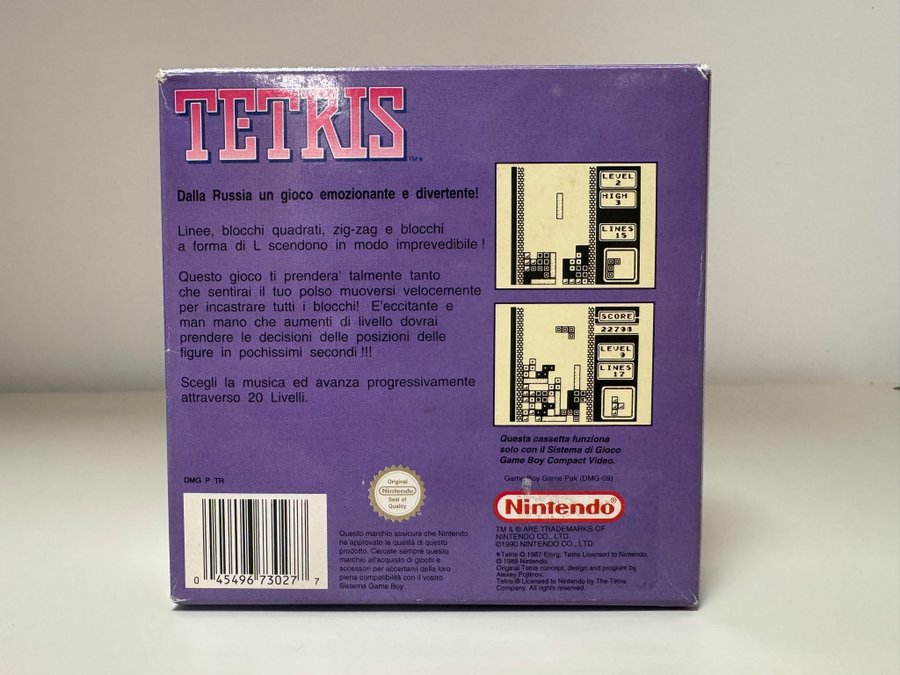 TETRIS
TM*
Dalla Russia un gioco emozionante e divertente!
Linee, blocchi quadrati, zig-zag e blocchi
a forma di L scendono in modo imprevedibile !
Questo gioco ti prendera' talmente tanto
che sentirai il tuo polso muoversi velocemente
per incastrare tutti i blocchi! E'eccitante e
man mano che aumenti di livello dovrai
prendere le decisioni delle posizioni delle
figure in pochissimi secondi !!!
Scegli la musica ed avanza progressivamente
attraverso 20 Livelli.
LEVEL
2
HIGH
3
LINES
15
SCORE
22798
LEVEL
9
LINES
17
Questa cassetta funziona
solo con il Sistema di Gioco
Game Boy Compact Video.
Game Boy Game Pak (DMG-09)
Nintendo®
TM & ® ARE TRADEMARKS OF
NINTENDO CO., LTD.
©1990 NINTENDO CO., LTD.
*Tetris © 1987 Elorg. Tetris Licensed to Nintendo.
© 1989 Nintendo.
Original Tetris concept, design and program by
Alexey Pajitnov.
Tetris ® Licensed to Nintendo by The Tetris
Company. All rights reserved.
DMG P TR
0 45496 73027 7
Original
Nintendo
Seal of
Quality
Questo marchio assicura che Nintendo
ha approvato la qualità di questo
prodotto. Cercate sempre questo
marchio all'acquisto di giochi e
accessori per accertarvi della loro
piena compatibilità con il vostro
Sistema Game Boy.